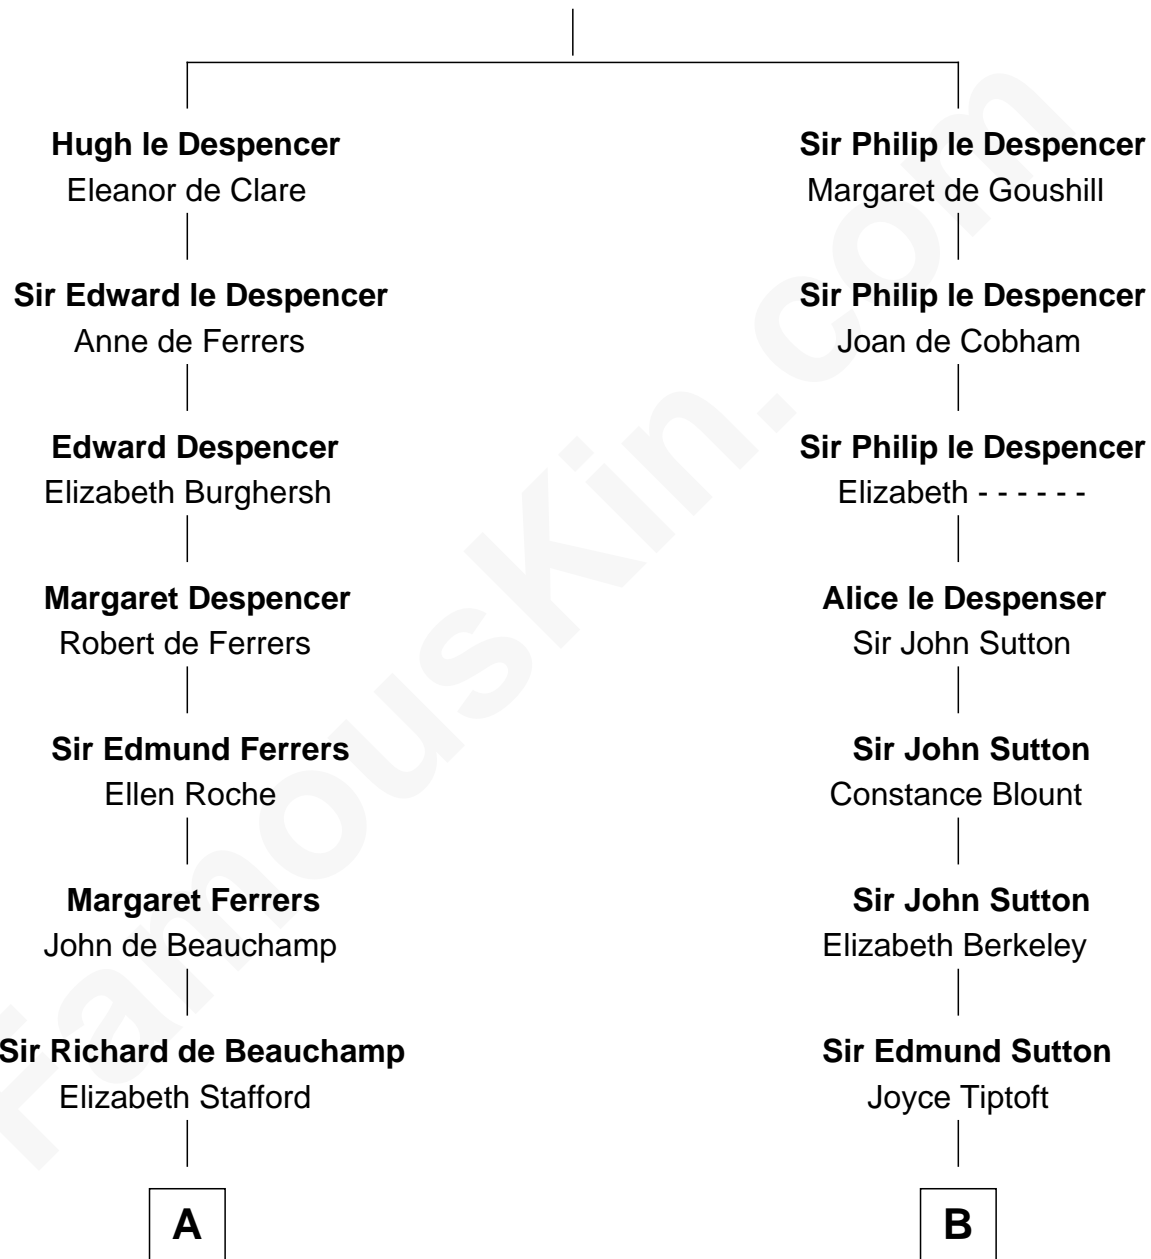 Hugh le Despencer
Eleanor de Clare
Sir Philip le Despencer
Margaret de Goushill
Sir Edward le Despencer
Anne de Ferrers
Sir Philip le Despencer
Joan de Cobham
Edward Despencer
Elizabeth Burghersh
Sir Philip le Despencer
Elizabeth - - - - - -
Margaret Despencer
Robert de Ferrers
Alice le Despenser
Sir John Sutton
Sir Edmund Ferrers
Ellen Roche
Sir John Sutton
Constance Blount
Margaret Ferrers
John de Beauchamp
Sir John Sutton
Elizabeth Berkeley
Sir Richard de Beauchamp
Elizabeth Stafford
Sir Edmund Sutton
Joyce Tiptoft
A
B
FamousKin.com